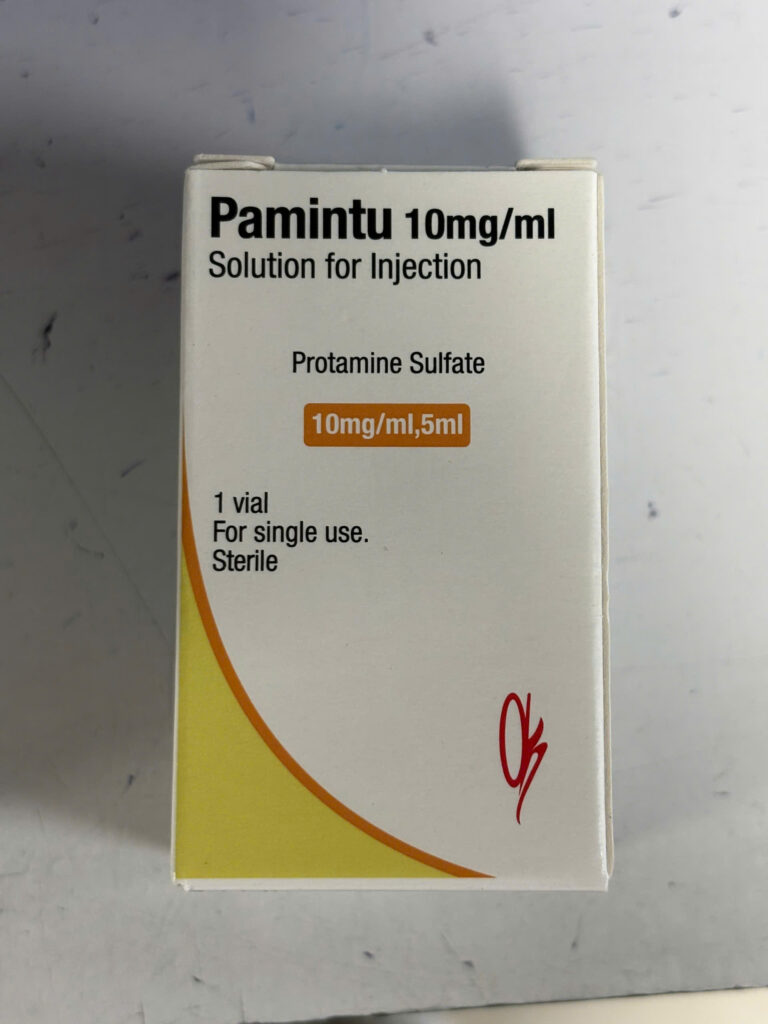 Pamintu 10mg/ml
Solution for Injection
Protamine Sulfate
10mg/ml,5ml
1 vial
For single use.
Sterile